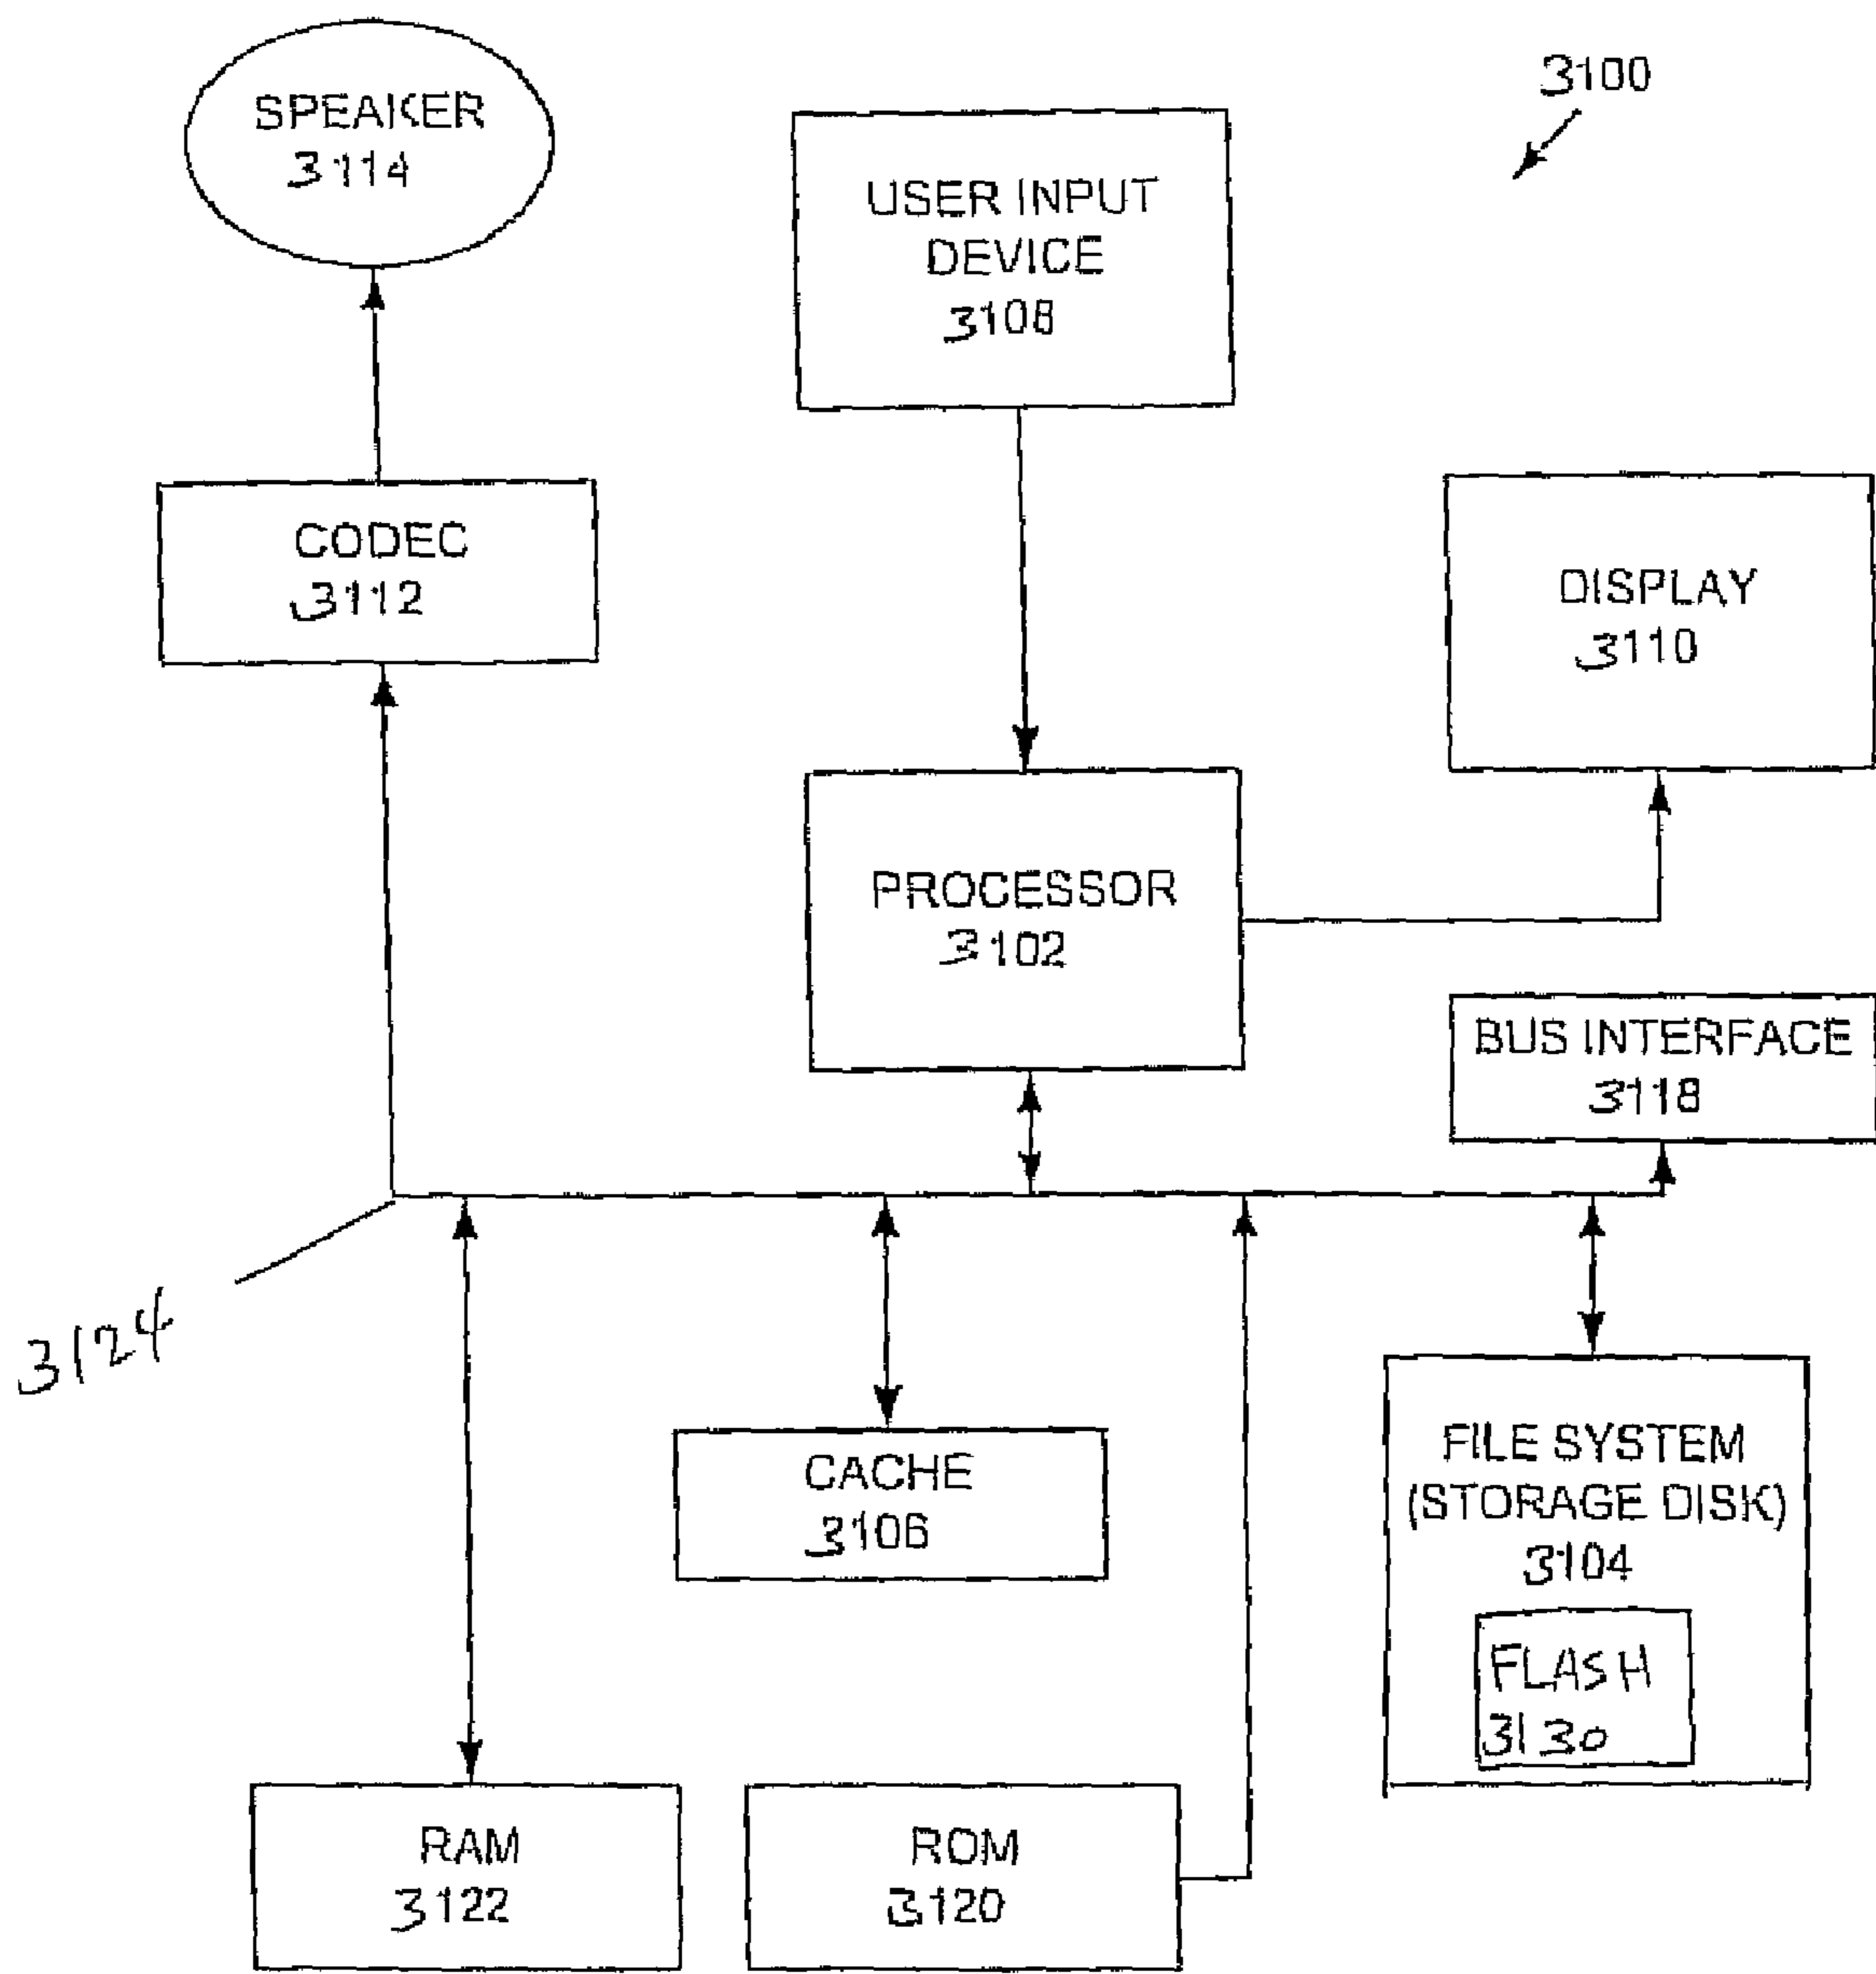 SPEAKER
3114
3100
USER INPUT
DEVICE
3108
CODEC
3112
DISPLAY
3110
PROCESSOR
3102
BUS INTERFACE
3118
3124
CACHE
3106
FILE SYSTEM
(STORAGE DISK)
3104
FLASH
3130
RAM
3122
ROM
3120